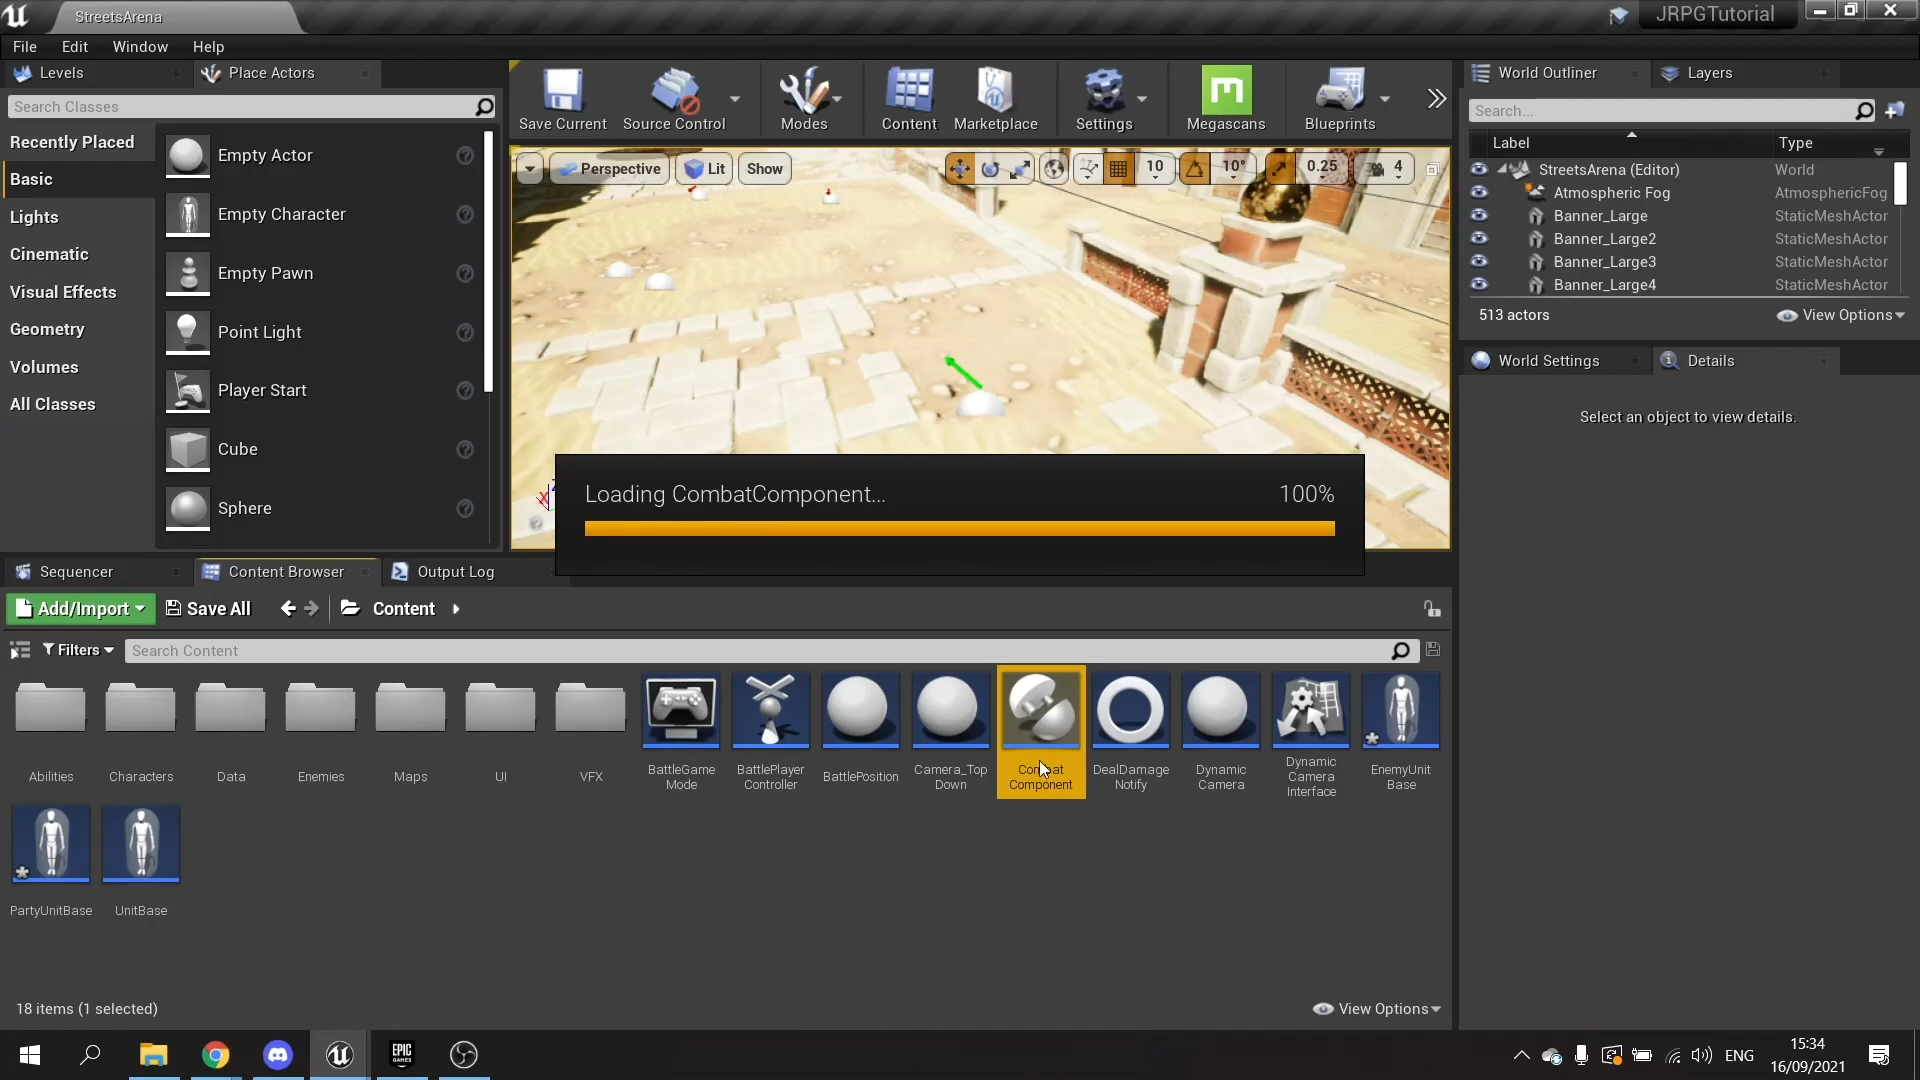 StreetsArena
JRPGTutorial
File Edit Window Help
Levels
Place Actors
Search Classes
Recently Placed
Basic
Lights
Cinematic
Visual Effects
Geometry
Volumes
All Classes
Empty Actor
Empty Character
Empty Pawn
Point Light
Player Start
Cube
Sphere
Save Current
Source Control
Modes
Content
Marketplace
Settings
Megascans
Blueprints
Perspective
Lit
Show
10
10°
0.25
4
Loading CombatComponent... 100%
World Outliner
Layers
Search...
Label Type
StreetsArena (Editor) World
Atmospheric Fog AtmosphericFog
Banner_Large StaticMeshActor
Banner_Large2 StaticMeshActor
Banner_Large3 StaticMeshActor
Banner_Large4 StaticMeshActor
513 actors
View Options
World Settings
Details
Select an object to view details.
Sequencer
Content Browser
Output Log
Add/Import
Save All
Content
Filters
Search Content
Abilities
Characters
Data
Enemies
Maps
UI
VFX
BattleGame
Mode
BattlePlayer
Controller
BattlePosition
Camera_Top
Down
Combat
Component
DealDamage
Notify
Dynamic
Camera
Dynamic
Camera
Interface
EnemyUnit
Base
PartyUnitBase
UnitBase
18 items (1 selected)
View Options
EPIC
GAMES
ENG
15:34
16/09/2021